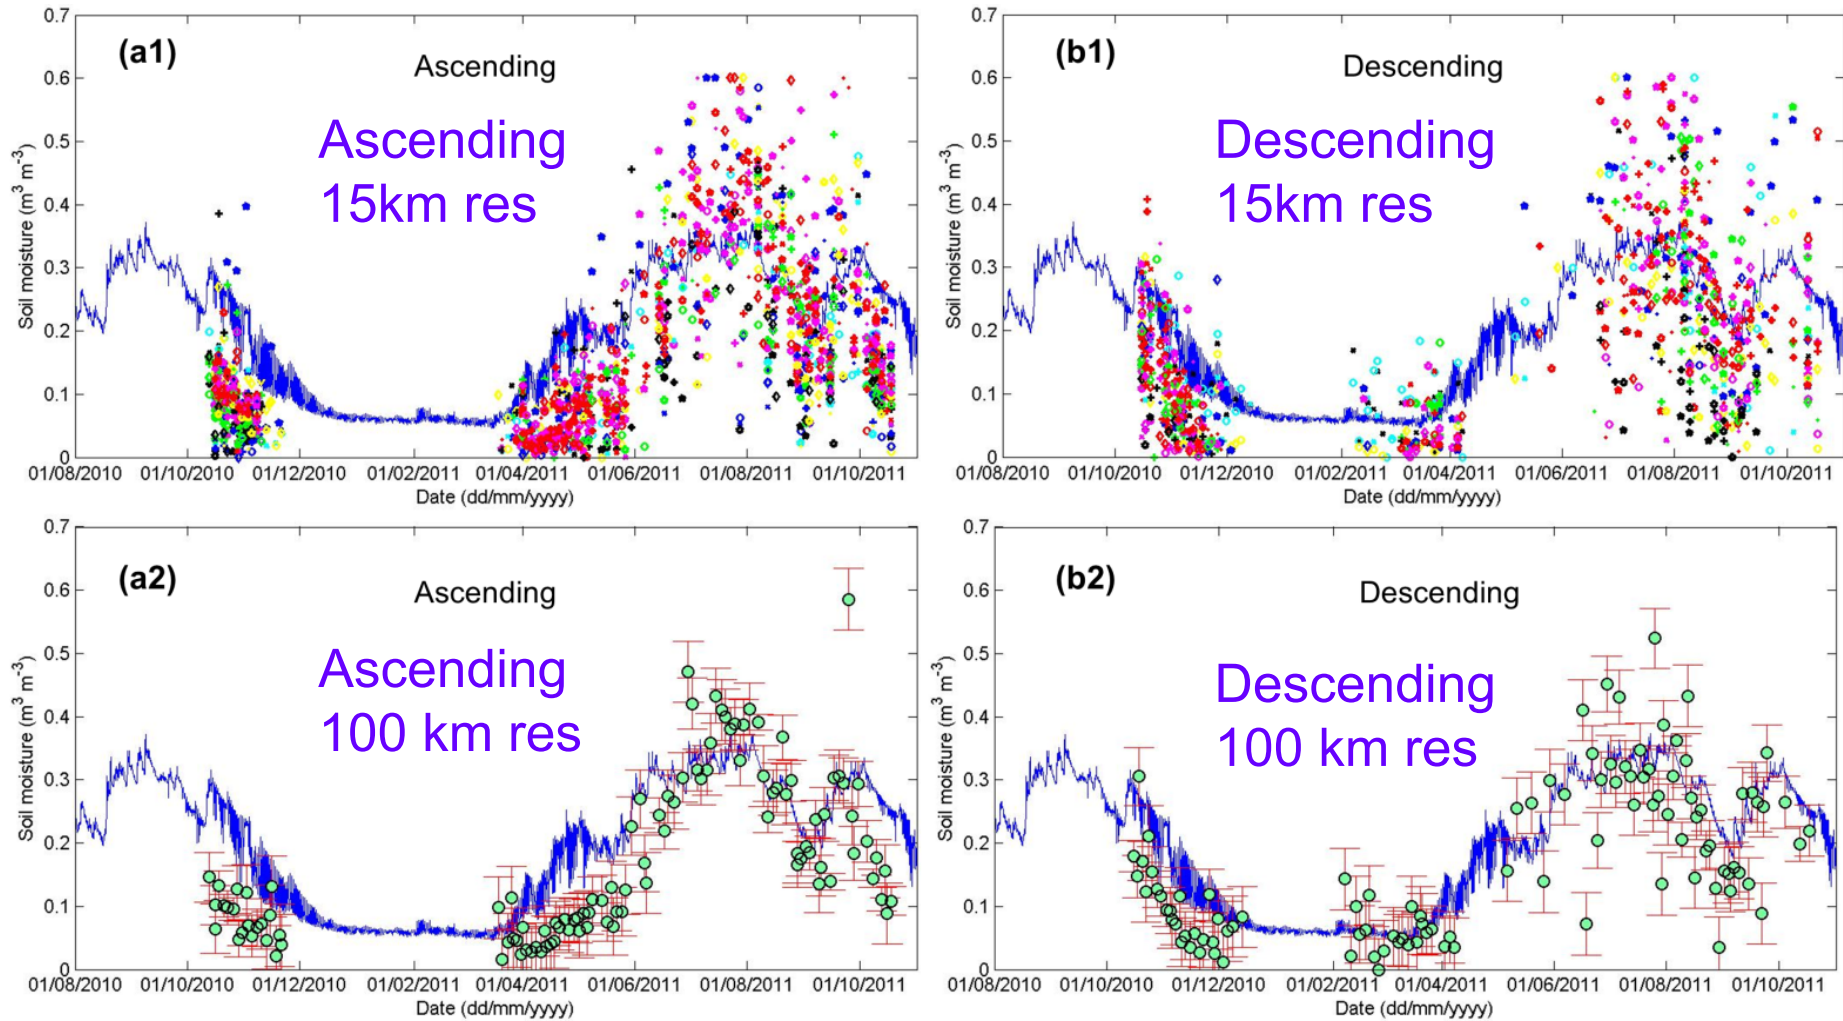 (a1)
Ascending
Ascending
15km res
Soil moisture (m³ m⁻³)
0.7
0.6
0.5
0.4
0.3
0.2
0.1
0
01/08/2010 01/10/2010 01/12/2010 01/02/2011 01/04/2011 01/06/2011 01/08/2011 01/10/2011
Date (dd/mm/yyyy)
(b1)
Descending
Descending
15km res
Soil moisture (m³ m⁻³)
0.7
0.6
0.5
0.4
0.3
0.2
0.1
0
01/08/2010 01/10/2010 01/12/2010 01/02/2011 01/04/2011 01/06/2011 01/08/2011 01/10/2011
Date (dd/mm/yyyy)
(a2)
Ascending
Ascending
100 km res
Soil moisture (m³ m⁻³)
0.7
0.6
0.5
0.4
0.3
0.2
0.1
0
01/08/2010 01/10/2010 01/12/2010 01/02/2011 01/04/2011 01/06/2011 01/08/2011 01/10/2011
Date (dd/mm/yyyy)
(b2)
Descending
Descending
100 km res
Soil moisture (m³ m⁻³)
0.7
0.6
0.5
0.4
0.3
0.2
0.1
0
01/08/2010 01/10/2010 01/12/2010 01/02/2011 01/04/2011 01/06/2011 01/08/2011 01/10/2011
Date (dd/mm/yyyy)